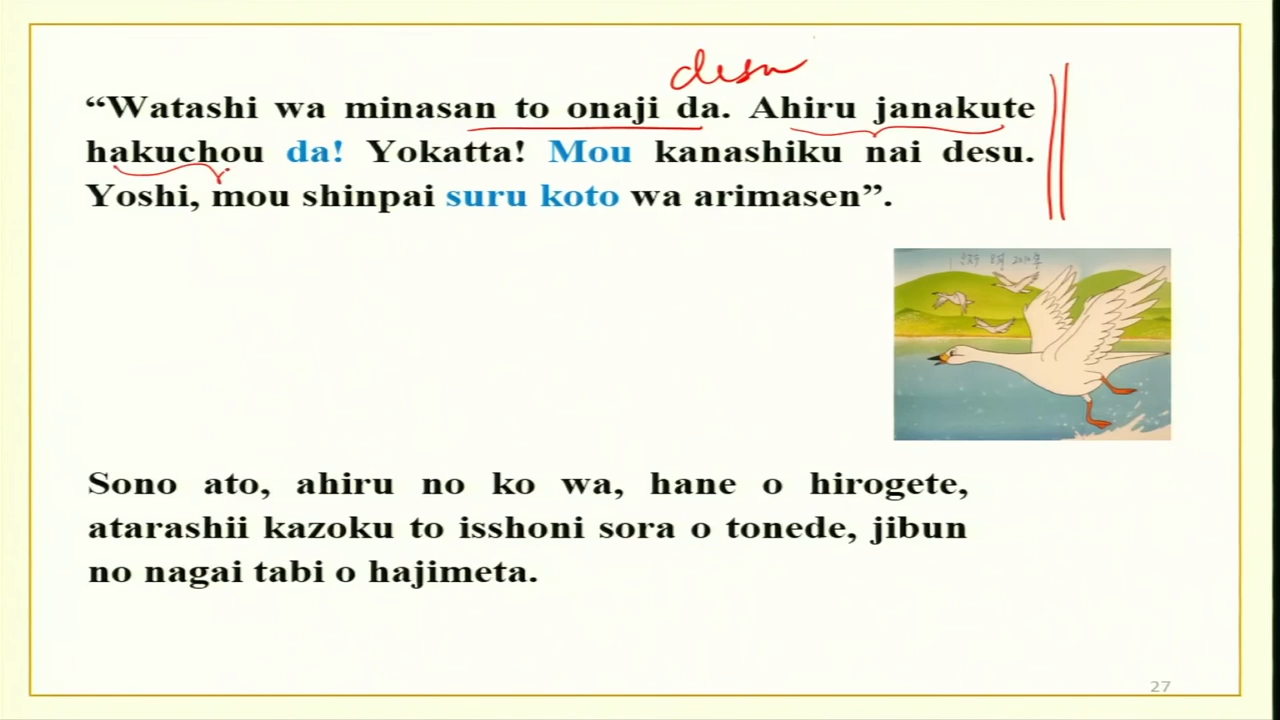 desu
“Watashi wa minasan to onaji da. Ahiru janakute
hakuchou da! Yokatta! Mou kanashiku nai desu.
Yoshi, mou shinpai suru koto wa arimasen”.
Sono ato, ahiru no ko wa, hane o hirogete,
atarashii kazoku to isshoni sora o tonede, jibun
no nagai tabi o hajimeta.
27